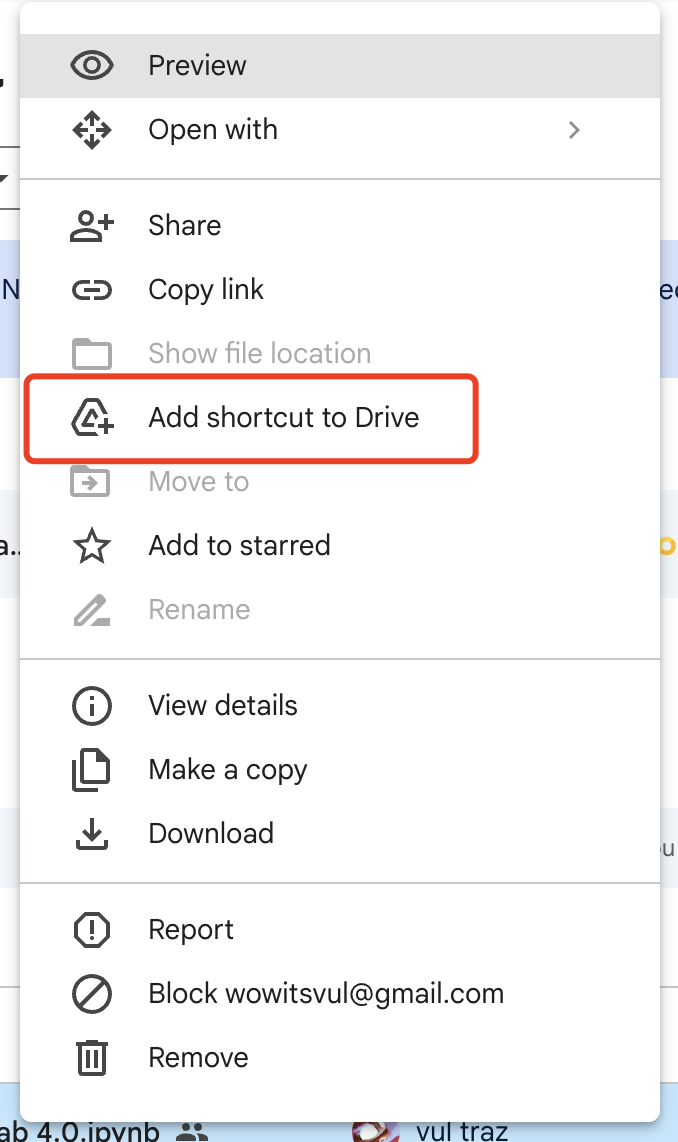 Preview
Open with
Share
Copy link
Show file location
Add shortcut to Drive
Move to
Add to starred
Rename
View details
Make a copy
Download
Report
Block wowitsvul@gmail.com
Remove
ab 4.0.ipynb vul traz